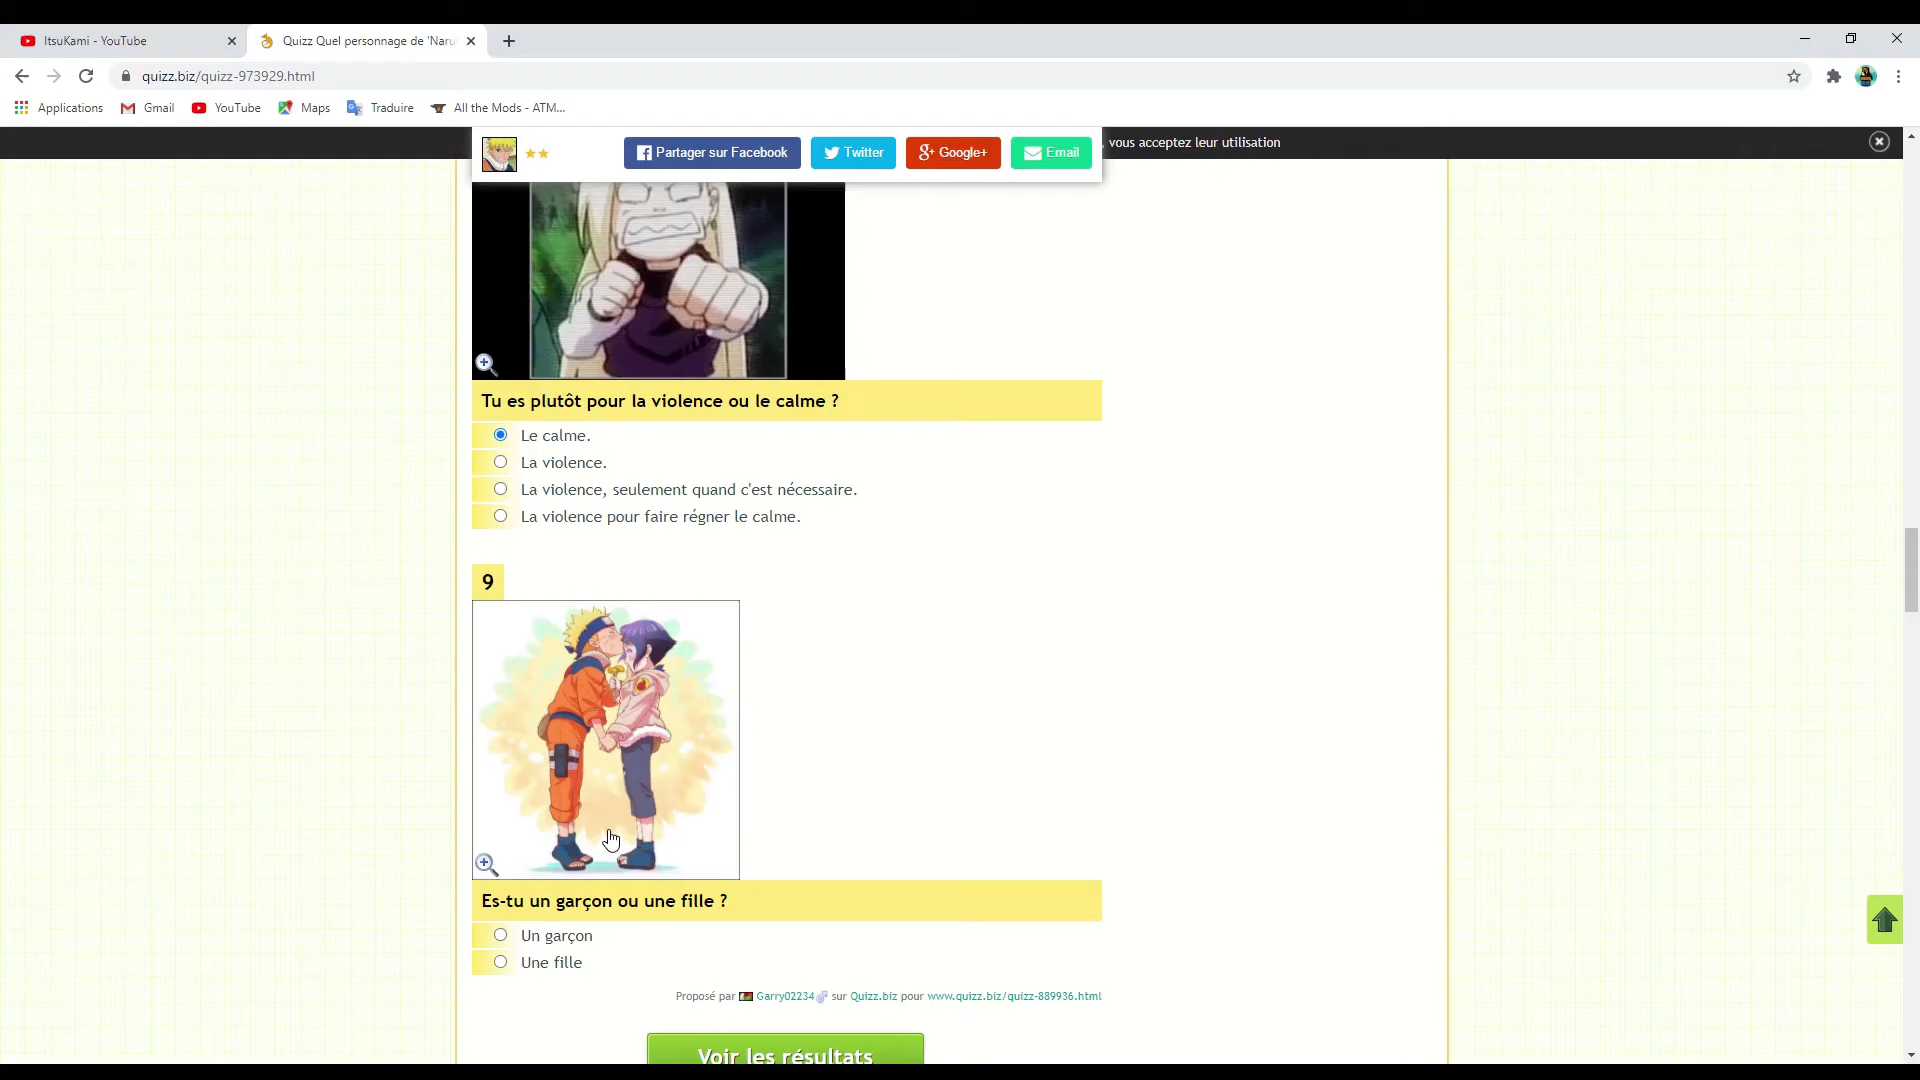 ItsuKami - YouTube
Quizz Quel personnage de 'Naru
quizz.biz/quizz-973929.html
Applications
Gmail
YouTube
Maps
Traduire
All the Mods - ATM...
Partager sur Facebook
Twitter
Google+
Email
, vous acceptez leur utilisation
Tu es plutôt pour la violence ou le calme ?
Le calme.
La violence.
La violence, seulement quand c'est nécessaire.
La violence pour faire régner le calme.
9
Es-tu un garçon ou une fille ?
Un garçon
Une fille
Proposé par Garry02234 sur Quizz.biz pour www.quizz.biz/quizz-889936.html
Voir les résultats